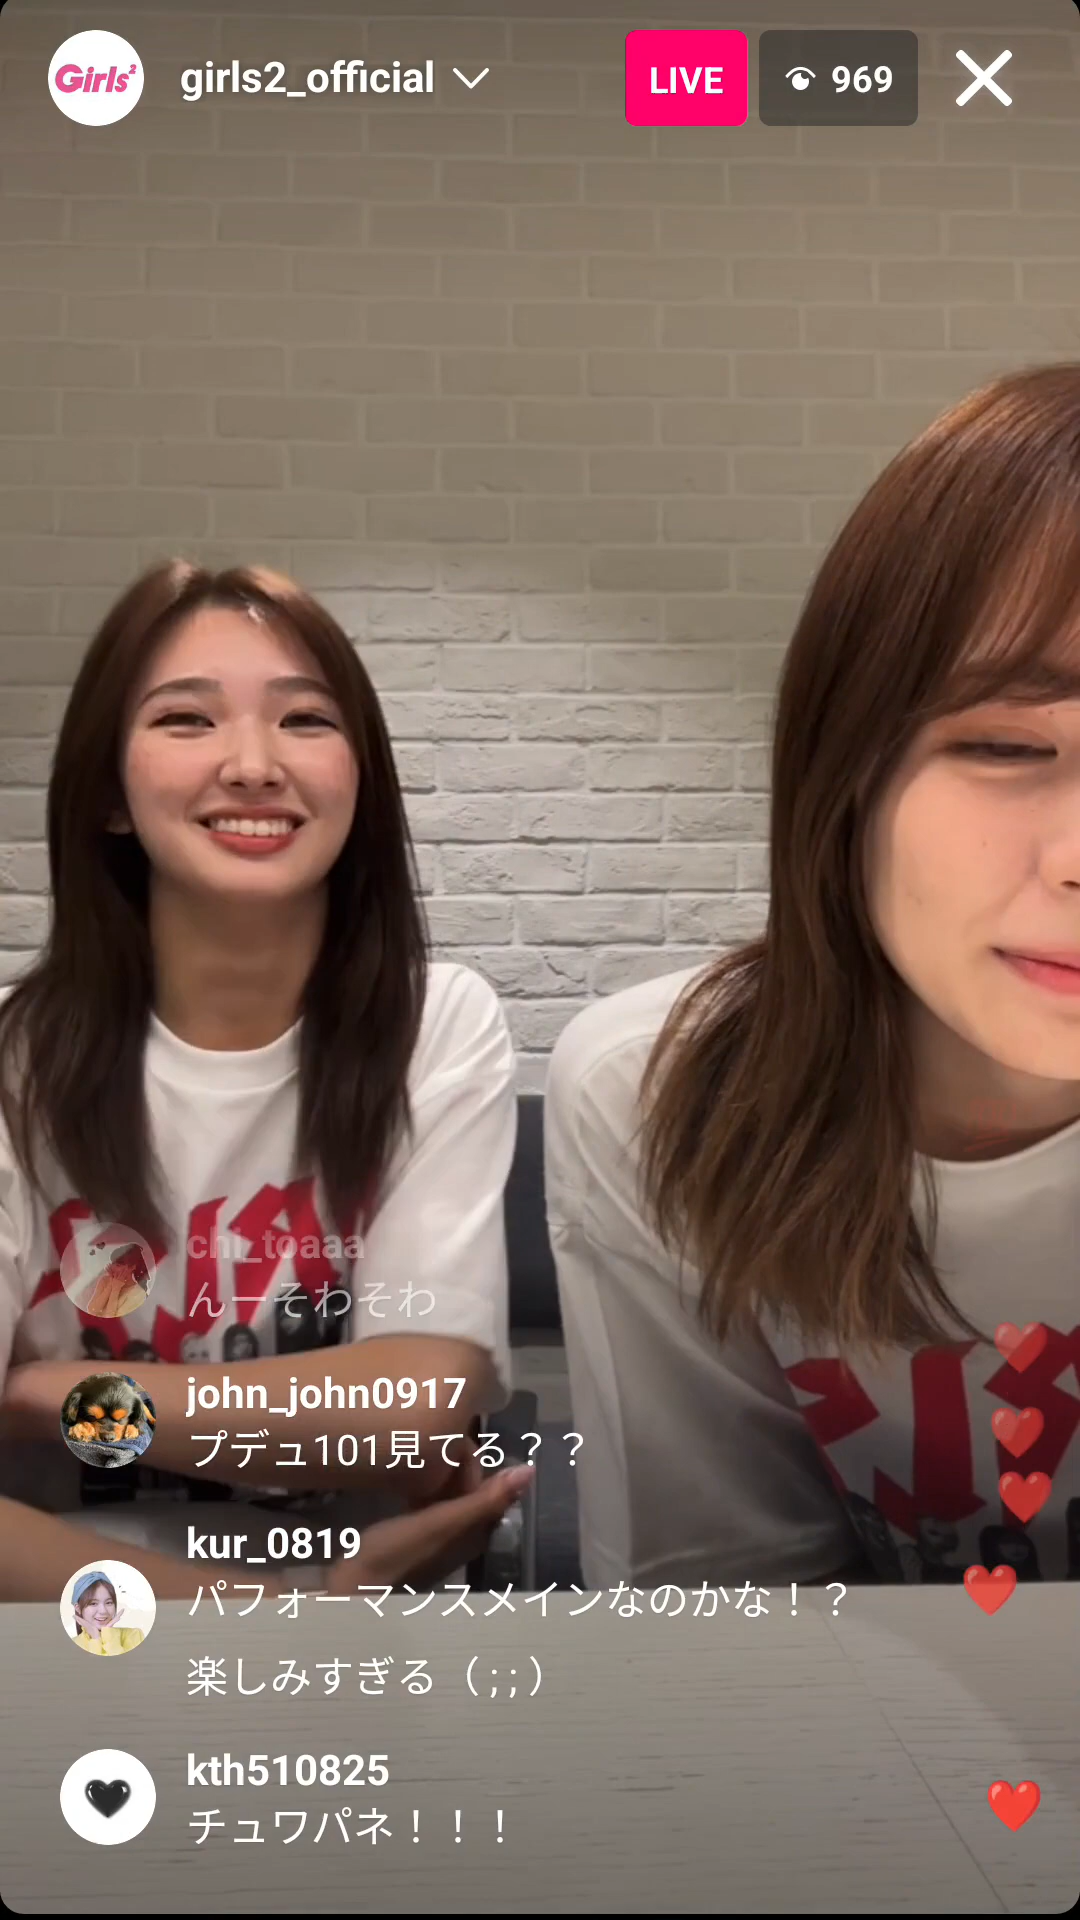 Girls²
girls2_official
LIVE
969
chi_toaaa
んーそわそわ
john_john0917
プデュ101見てる？？
kur_0819
パフォーマンスメインなのかな！？
楽しみすぎる（ ; ; ）
kth510825
チュワパネ！！！